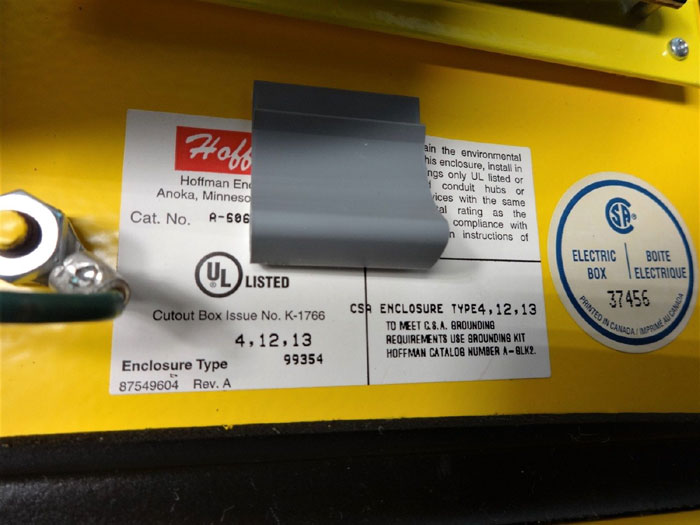 Hoff
Hoffman En
Anoka, Minneso
Cat. No. A-606
UL LISTED
Cutout Box Issue No. K-1766
4,12,13
99354
Enclosure Type
87549604 Rev. A
ain the environmental
his enclosure, install in
ngs only UL listed or
conduit hubs or
vices with the same
tal rating as the
compliance with
n instructions of
CSA ENCLOSURE TYPE4,12,13
TO MEET C.S.A. GROUNDING
REQUIREMENTS USE GROUNDING KIT
HOFFMAN CATALOG NUMBER A-GLK2.
CSA
ELECTRIC BOX
BOITE ELECTRIQUE
37456
PRINTED IN CANADA / IMPRIMÉ AU CANADA